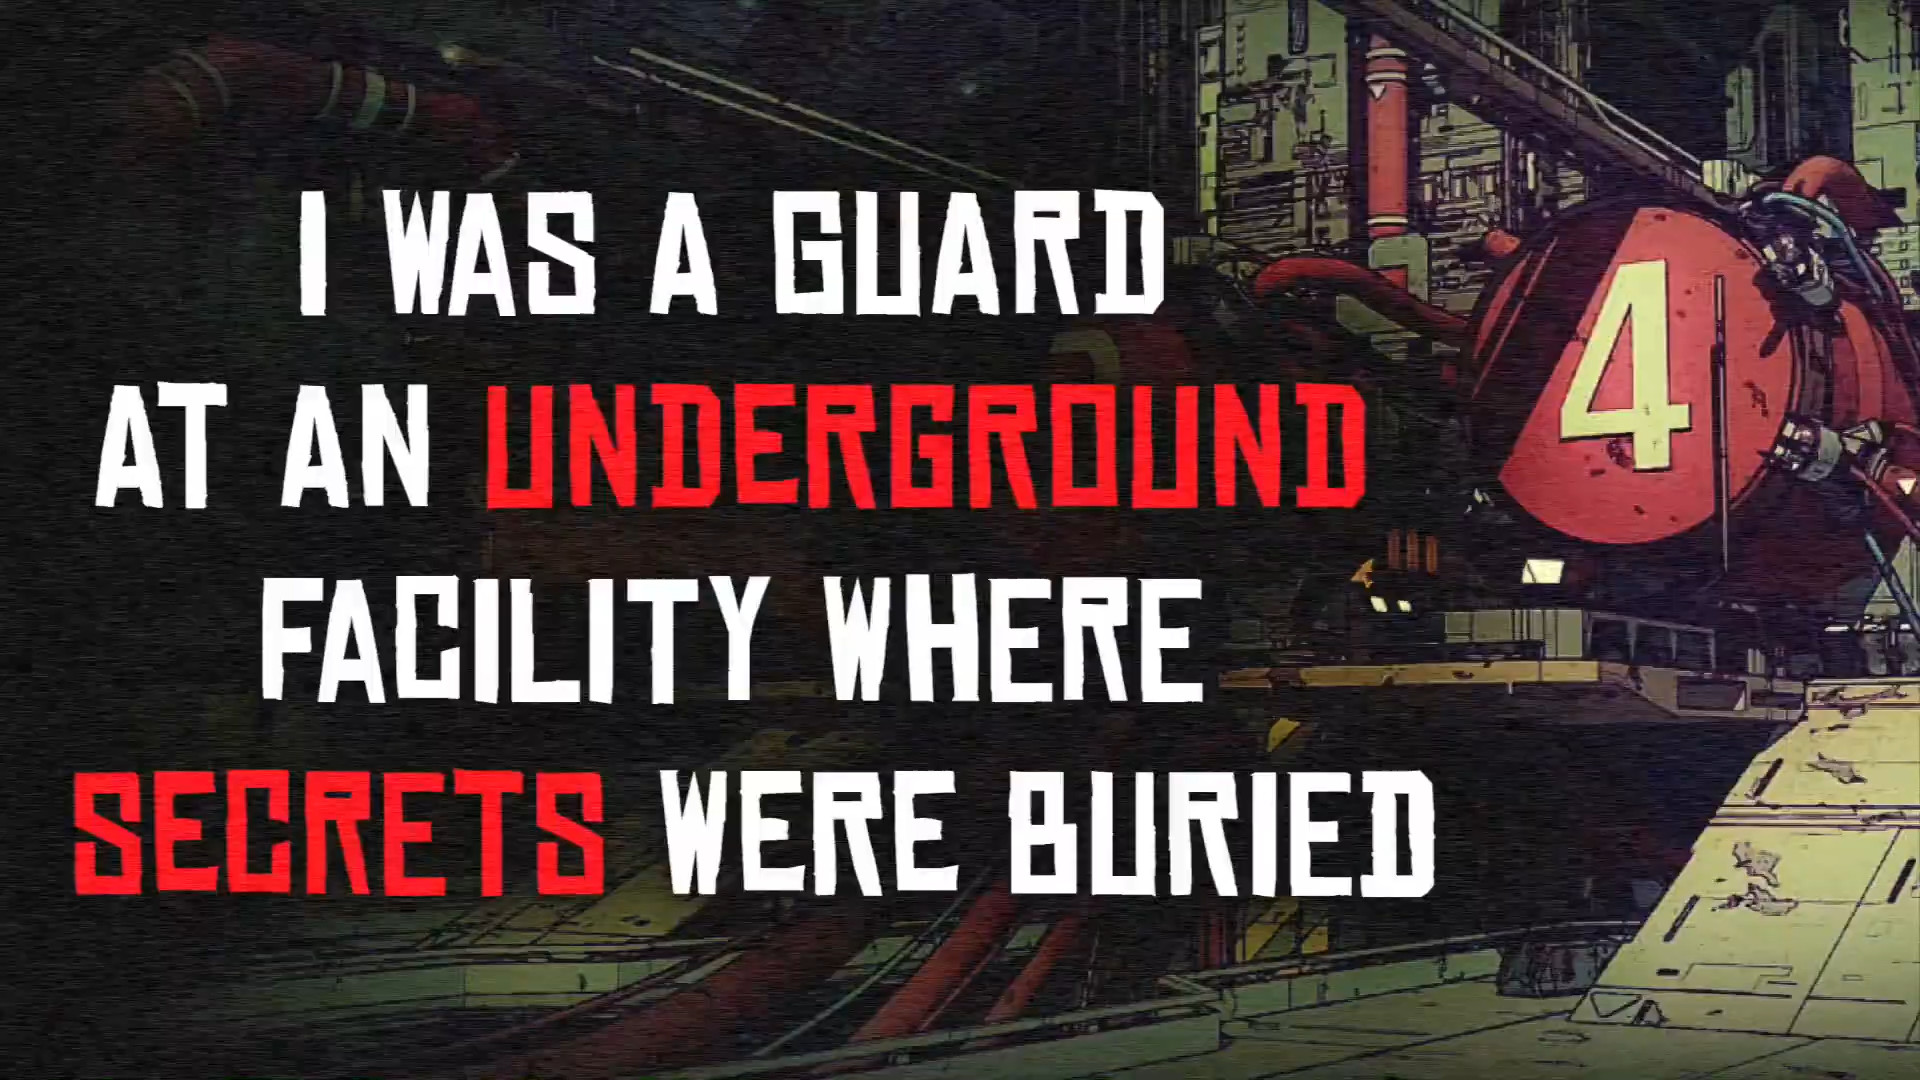 I WAS A GUARD
AT AN UNDERGROUND
FACILITY WHERE
SECRETS WERE BURIED
4